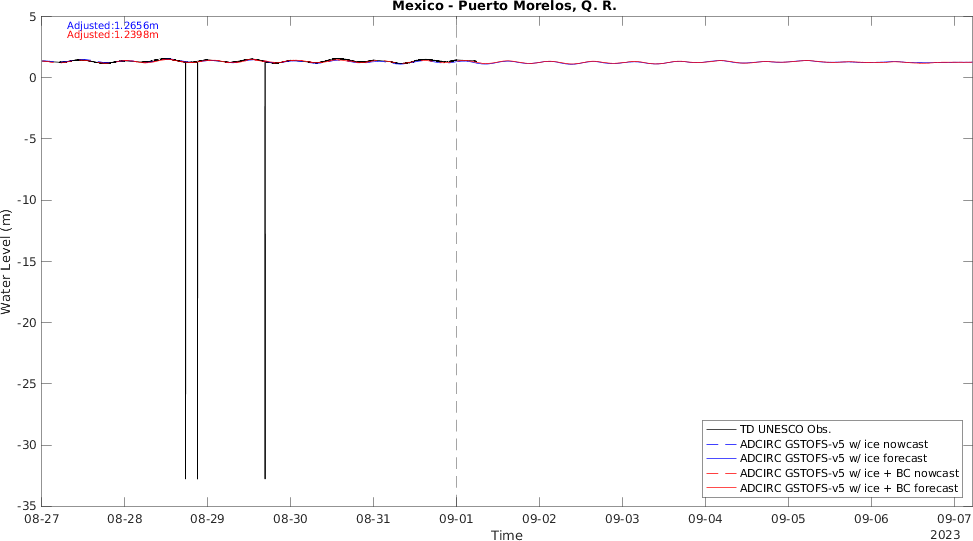 Mexico - Puerto Morelos, Q. R.
Adjusted:1.2656m
Adjusted:1.2398m
5
0
-5
-10
-15
-20
-25
-30
-35
Water Level (m)
TD UNESCO Obs.
ADCIRC GSTOFS-v5 w/ ice nowcast
ADCIRC GSTOFS-v5 w/ ice forecast
ADCIRC GSTOFS-v5 w/ ice + BC nowcast
ADCIRC GSTOFS-v5 w/ ice + BC forecast
08-27 08-28 08-29 08-30 08-31 09-01 09-02 09-03 09-04 09-05 09-06 09-07
Time
2023